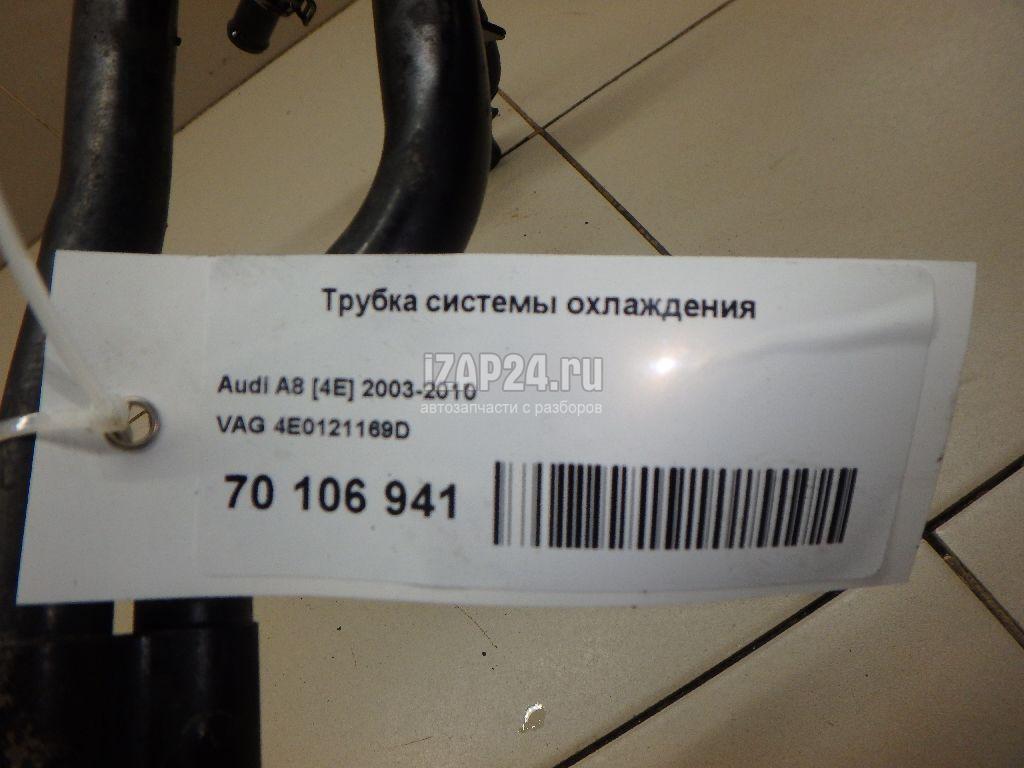 Трубка системы охлаждения
iZAP24.ru
Audi A8 [4E] 2003-2010
автозапчасти с разборов
VAG 4E0121169D
70 106 941